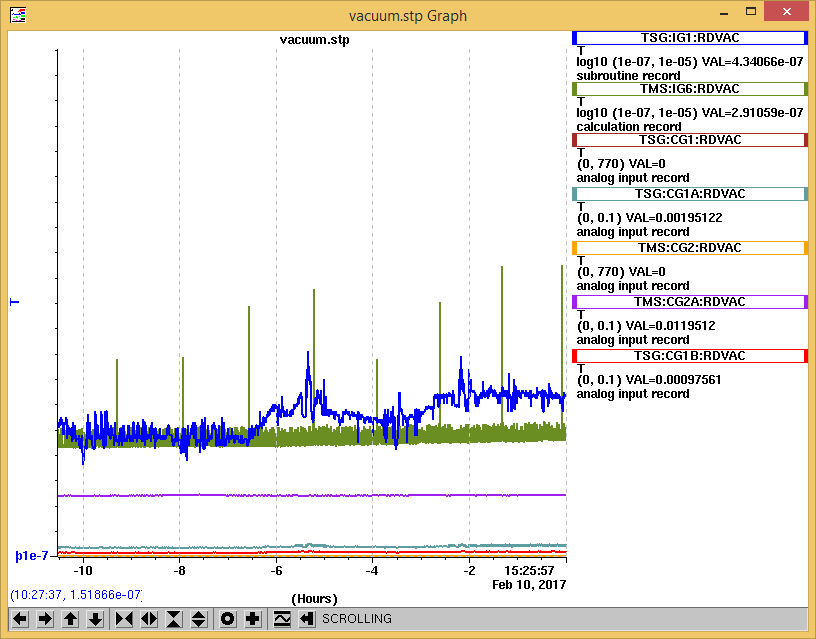 vacuum.stp Graph
vacuum.stp
TSG:IG1:RDVAC
T
log10 (1e-07, 1e-05) VAL=4.34066e-07
subroutine record
TMS:IG6:RDVAC
T
log10 (1e-07, 1e-05) VAL=2.91059e-07
calculation record
TSG:CG1:RDVAC
T
(0, 770) VAL=0
analog input record
TSG:CG1A:RDVAC
T
(0, 0.1) VAL=0.00195122
analog input record
TMS:CG2:RDVAC
T
(0, 770) VAL=0
analog input record
TMS:CG2A:RDVAC
T
(0, 0.1) VAL=0.0119512
analog input record
TSG:CG1B:RDVAC
T
(0, 0.1) VAL=0.00097561
analog input record
T
1e-7
-10 -8 -6 -4 -2 15:25:57
Feb 10, 2017
(10:27:37, 1.51866e-07)
(Hours)
SCROLLING